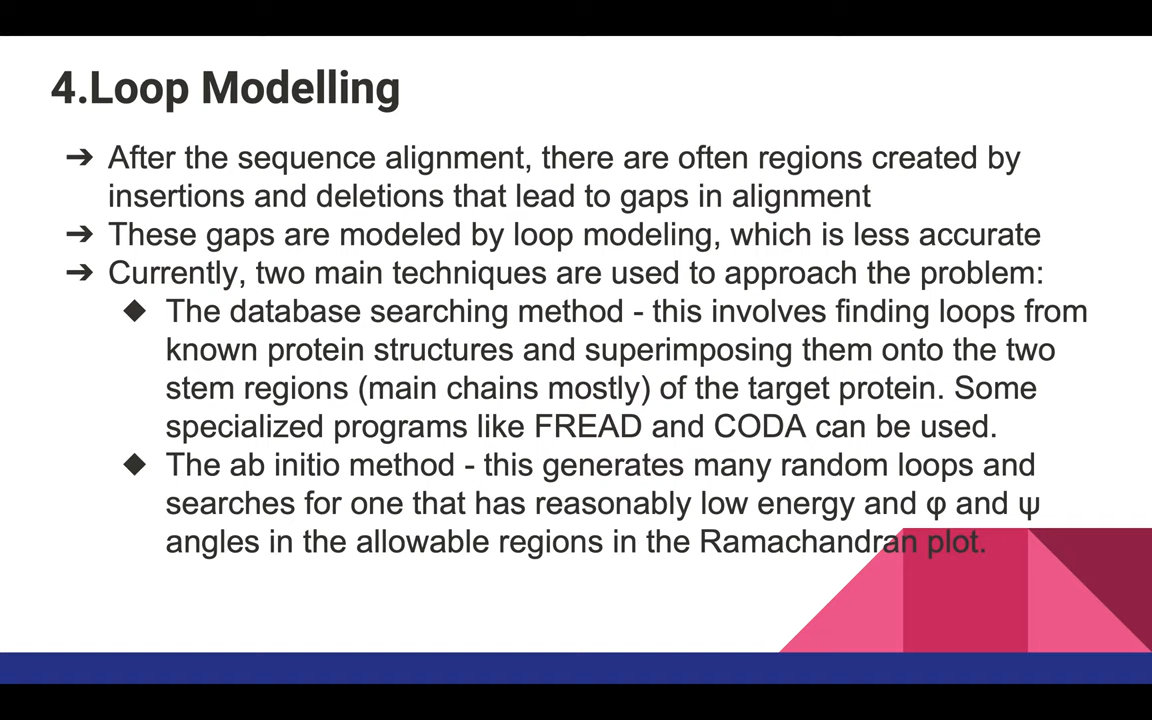 4.Loop Modelling
➔ After the sequence alignment, there are often regions created by
insertions and deletions that lead to gaps in alignment
➔ These gaps are modeled by loop modeling, which is less accurate
➔ Currently, two main techniques are used to approach the problem:
◆ The database searching method - this involves finding loops from
known protein structures and superimposing them onto the two
stem regions (main chains mostly) of the target protein. Some
specialized programs like FREAD and CODA can be used.
◆ The ab initio method - this generates many random loops and
searches for one that has reasonably low energy and φ and ψ
angles in the allowable regions in the Ramachandran plot.